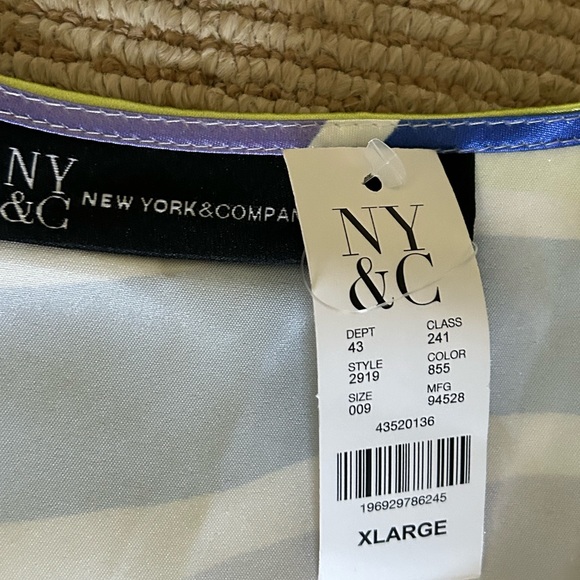 NY
&C NEW YORK&COMPAN
NY
&C
DEPT CLASS
43 241
STYLE COLOR
2919 855
SIZE MFG
009 94528
43520136
196929786245
XLARGE